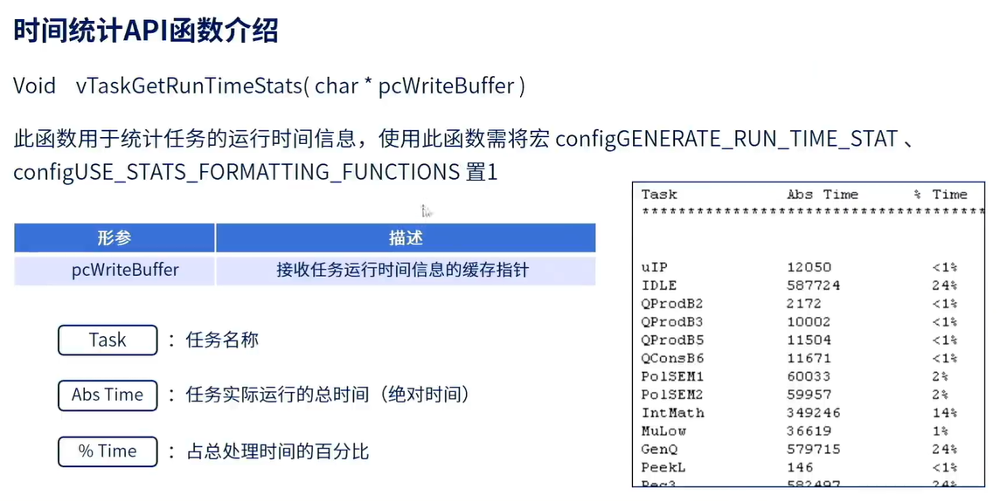 时间统计API函数介绍
Void vTaskGetRunTimeStats( char * pcWriteBuffer )
此函数用于统计任务的运行时间信息，使用此函数需将宏 configGENERATE_RUN_TIME_STAT 、
configUSE_STATS_FORMATTING_FUNCTIONS 置1
形参 描述
pcWriteBuffer 接收任务运行时间信息的缓存指针
Task ：任务名称
Abs Time ：任务实际运行的总时间（绝对时间）
% Time ：占总处理时间的百分比
Task Abs Time % Time
****************************************
uIP 12050 <1%
IDLE 587724 24%
QProdB2 2172 <1%
QProdB3 10002 <1%
QProdB5 11504 <1%
QConsB6 11671 <1%
PolSEM1 60033 2%
PolSEM2 59957 2%
IntMath 349246 14%
MuLow 36619 1%
GenQ 579715 24%
PeekL 146 <1%
Rec3 582497 24%